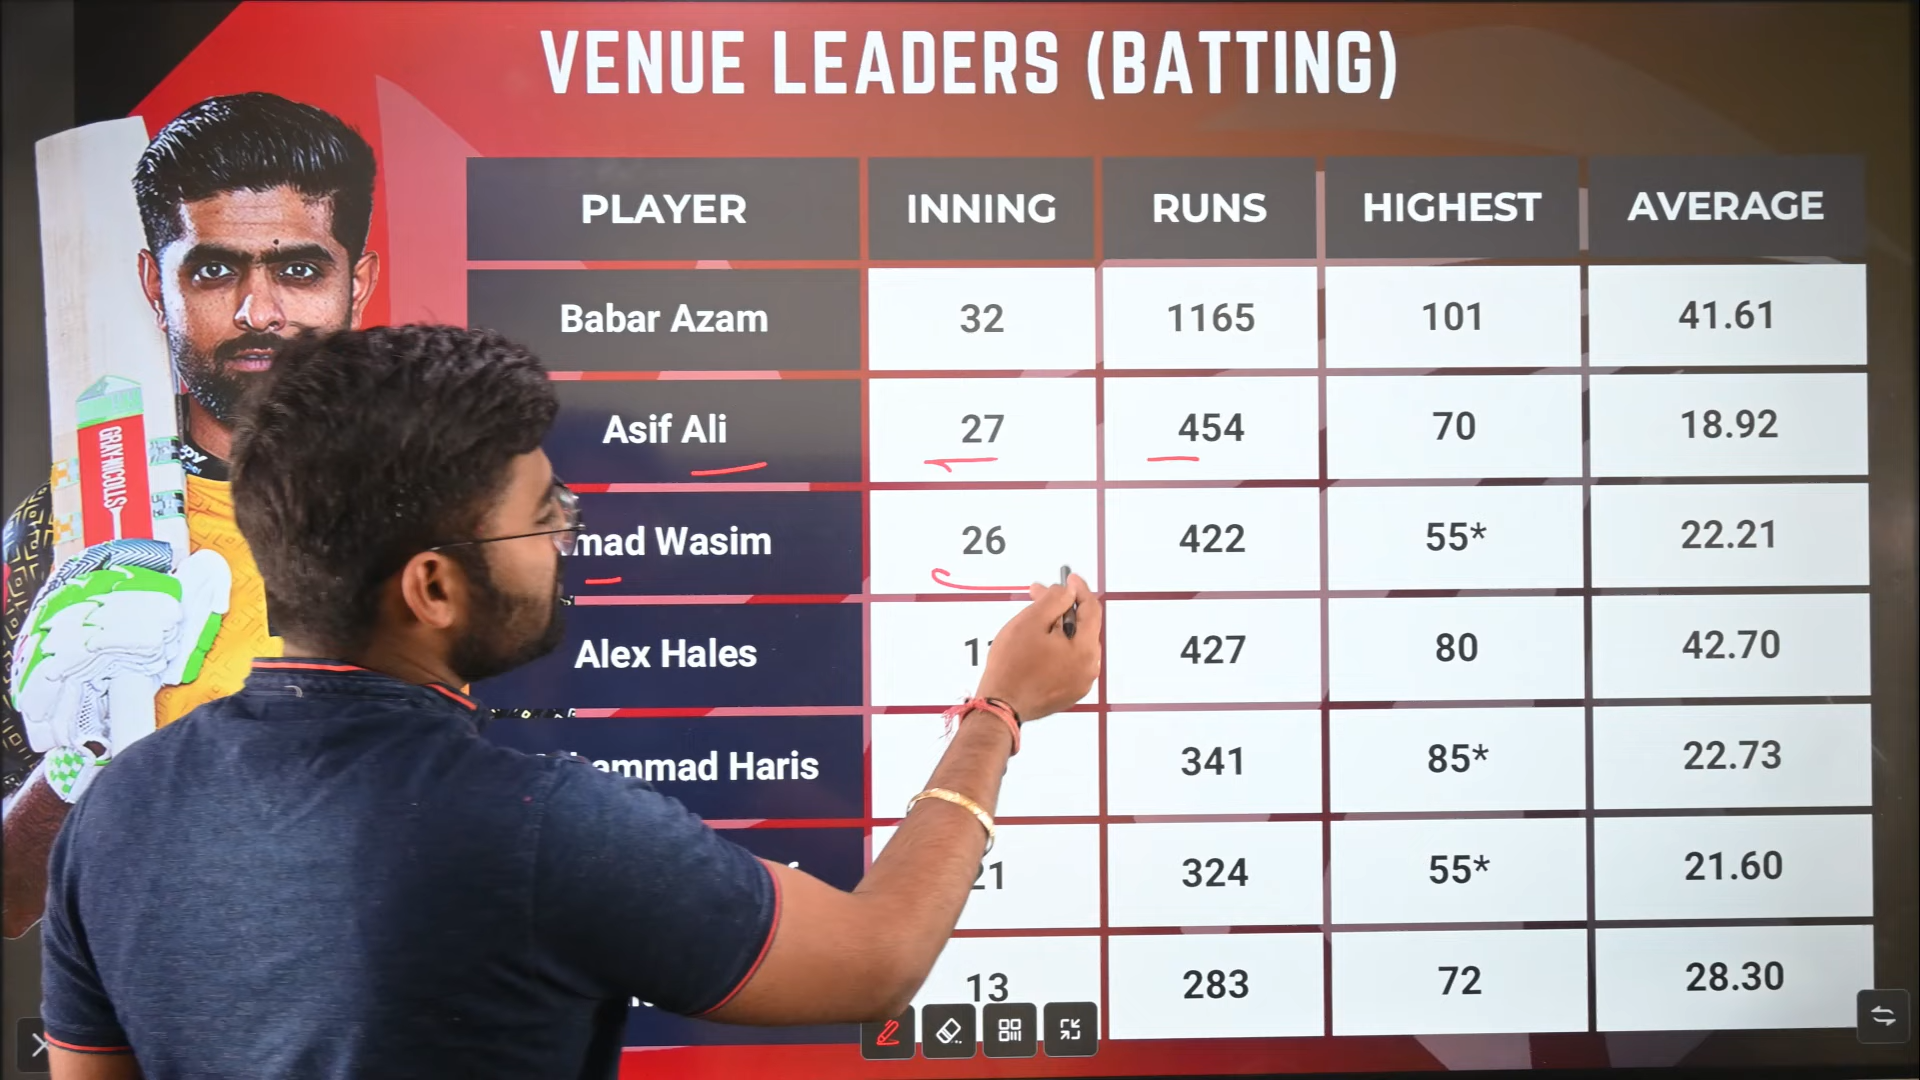 VENUE LEADERS (BATTING)
PLAYER INNING RUNS HIGHEST AVERAGE
Babar Azam 32 1165 101 41.61
Asif Ali 27 454 70 18.92
mad Wasim 26 422 55* 22.21
Alex Hales 427 80 42.70
ammad Haris 341 85* 22.73
21 324 55* 21.60
13 283 72 28.30
GRAY-NICOLLS